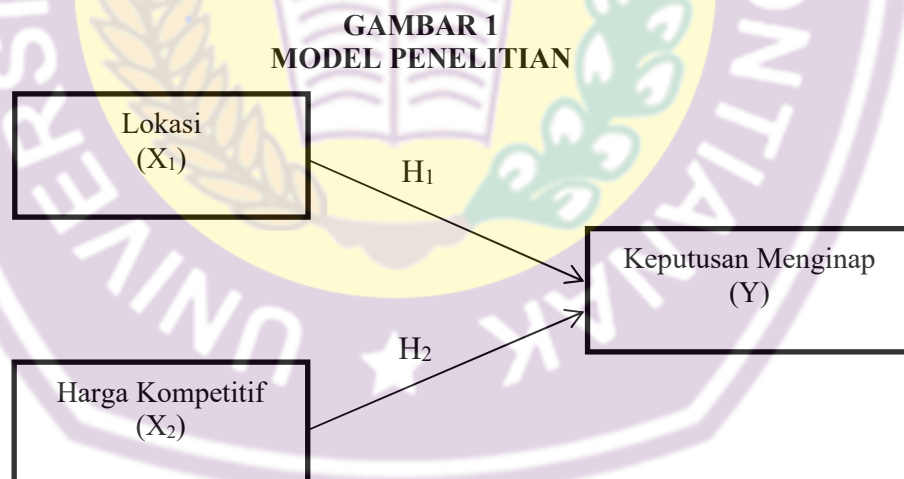 GAMBAR 1
MODEL PENELITIAN
Lokasi
(X₁)
H₁
Keputusan Menginap
(Y)
H₂
Harga Kompetitif
(X₂)